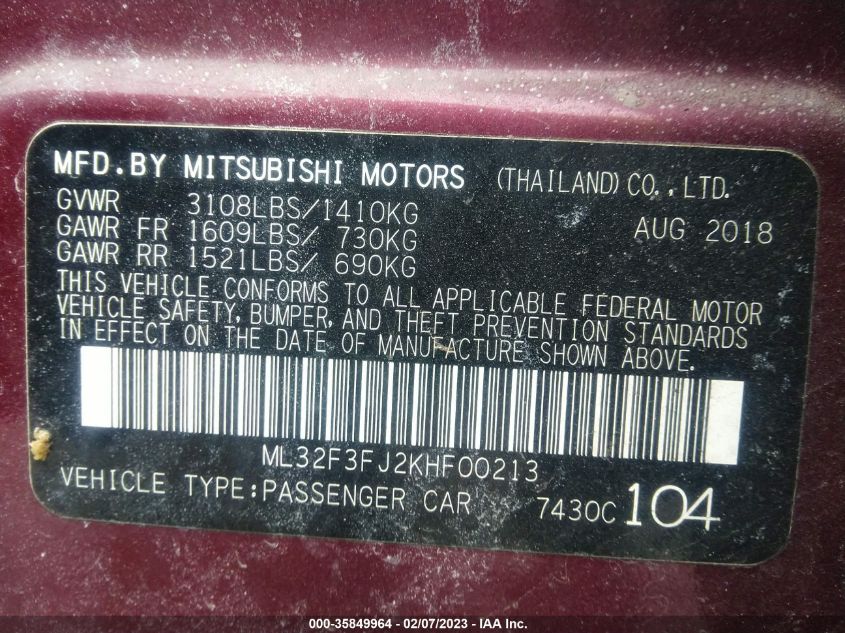 MFD.BY MITSUBISHI MOTORS (THAILAND) CO., LTD.
GVWR 3108LBS/1410KG AUG 2018
GAWR FR 1609LBS/ 730KG
GAWR RR 1521LBS/ 690KG
THIS VEHICLE CONFORMS TO ALL APPLICABLE FEDERAL MOTOR
VEHICLE SAFETY, BUMPER, AND THEFT PREVENTION STANDARDS
IN EFFECT ON THE DATE OF MANUFACTURE SHOWN ABOVE.
ML32F3FJ2KHF00213
VEHICLE TYPE:PASSENGER CAR 7430C 104
000-35849964 - 02/07/2023 - IAA Inc.